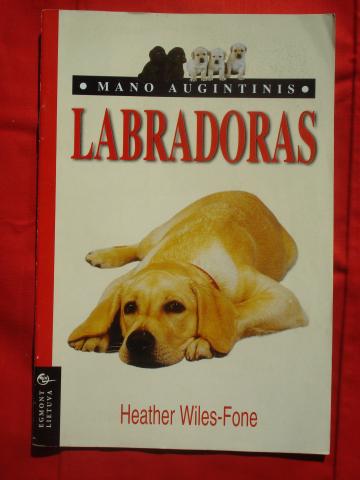 • MANO AUGINTINIS •
LABRADORAS
Heather Wiles-Fone
EGMONT
LIETUVA